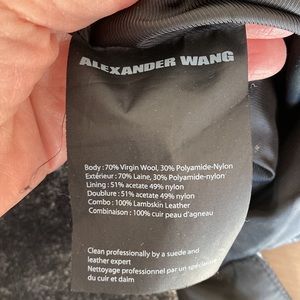 ALEXANDER WANG
Body : 70% Virgin Wool, 30% Polyamide-Nylon
Extérieur : 70% Laine, 30% Polyamide-Nylon
Lining : 51% acetate 49% nylon
Doublure : 51% acétate 49% nylon
Combo : 100% Lambskin Leather
Combinaison : 100% cuir peau d'agneau
Clean professionally by a suede and
leather expert
Nettoyage professionnel par un spécialiste
du cuir et daim